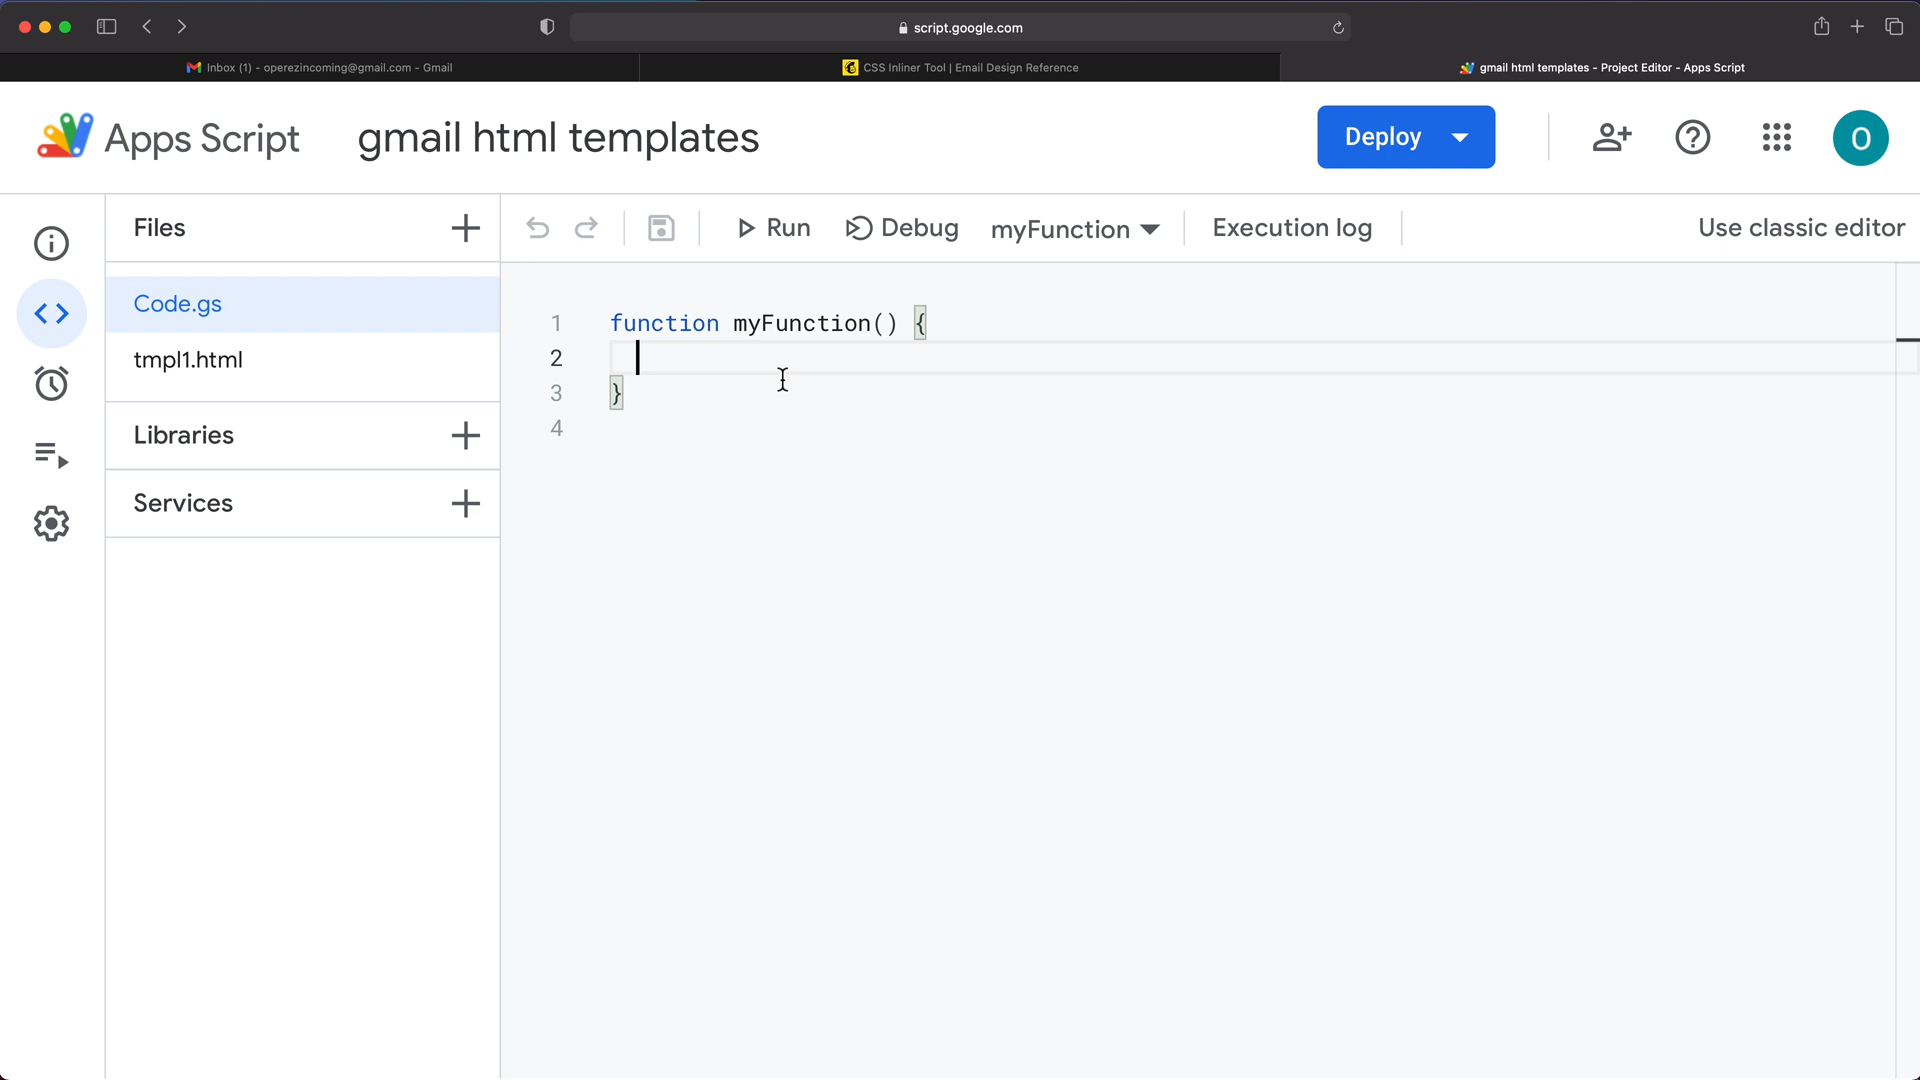 script.google.com
Inbox (1) - operezincoming@gmail.com - Gmail
CSS Inliner Tool | Email Design Reference
gmail html templates - Project Editor - Apps Script
Apps Script
gmail html templates
Deploy
O
Files
Run
Debug
myFunction
Execution log
Use classic editor
Code.gs
tmpl1.html
Libraries
Services
1 function myFunction() {
2
3 }
4